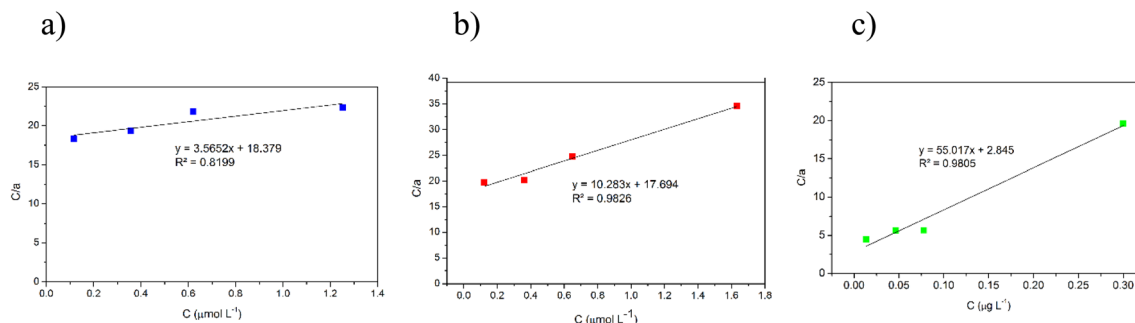 a)
b)
c)
25
20
15
10
5
0
C/a
y = 3.5652x + 18.379
R² = 0.8199
0.0 0.2 0.4 0.6 0.8 1.0 1.2 1.4
C (μmol L⁻¹)
40
35
30
25
20
15
10
5
0
C/a
y = 10.283x + 17.694
R² = 0.9826
0.0 0.2 0.4 0.6 0.8 1.0 1.2 1.4 1.6 1.8
C (μmol L⁻¹)
25
20
15
10
5
0
C/a
y = 55.017x + 2.845
R² = 0.9805
0.00 0.05 0.10 0.15 0.20 0.25 0.30
C (μg L⁻¹)